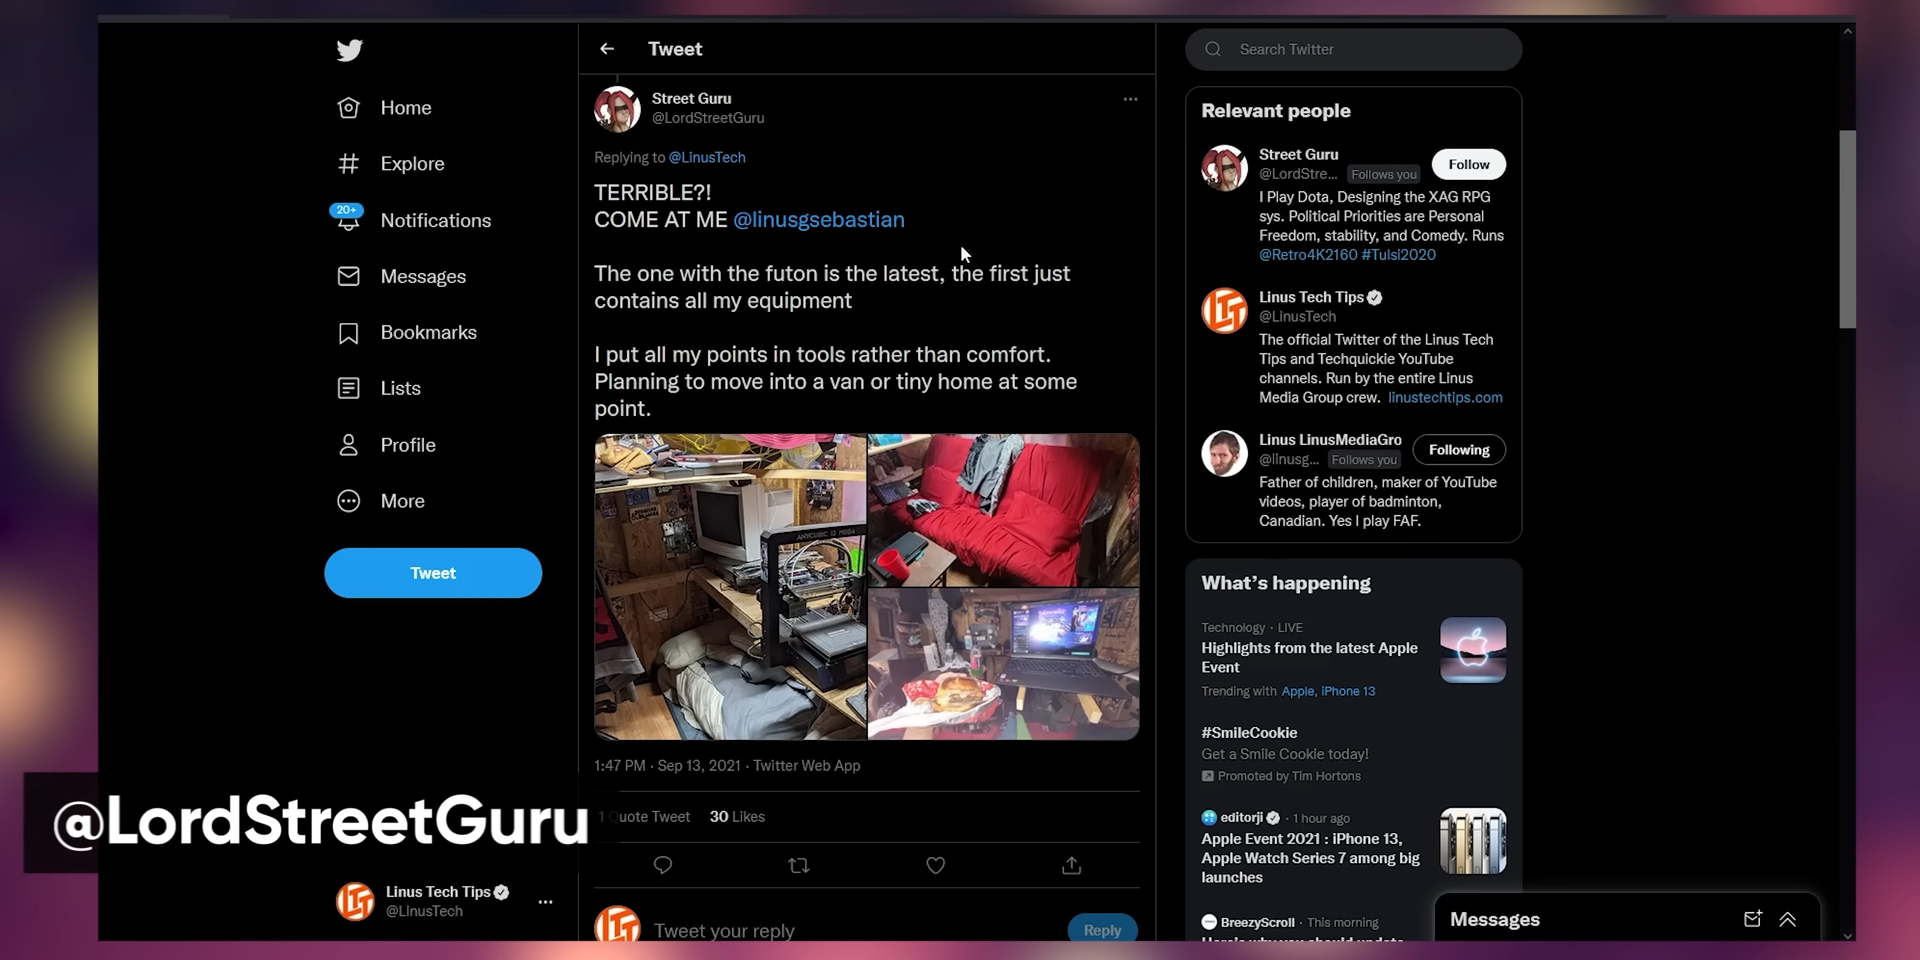 Home
Explore
20+
Notifications
Messages
Bookmarks
Lists
Profile
More
Tweet
@LordStreetGuru
Linus Tech Tips
@LinusTech
Tweet
Street Guru
@LordStreetGuru
Replying to @LinusTech
TERRIBLE?!
COME AT ME @linusgsebastian
The one with the futon is the latest, the first just
contains all my equipment
I put all my points in tools rather than comfort.
Planning to move into a van or tiny home at some
point.
ANYCUBIC I3 MEGA
1:47 PM · Sep 13, 2021 · Twitter Web App
1 Quote Tweet 30 Likes
Tweet your reply
Reply
Search Twitter
Relevant people
Street Guru
@LordStre... Follows you
Follow
I Play Dota, Designing the XAG RPG
sys. Political Priorities are Personal
Freedom, stability, and Comedy. Runs
@Retro4K2160 #Tulsi2020
Linus Tech Tips
@LinusTech
The official Twitter of the Linus Tech
Tips and Techquickie YouTube
channels. Run by the entire Linus
Media Group crew. linustechtips.com
Linus LinusMediaGro
@linusg... Follows you
Following
Father of children, maker of YouTube
videos, player of badminton,
Canadian. Yes I play FAF.
What's happening
Technology · LIVE
Highlights from the latest Apple
Event
Trending with Apple, iPhone 13
#SmileCookie
Get a Smile Cookie today!
Promoted by Tim Hortons
editorji · 1 hour ago
Apple Event 2021 : iPhone 13,
Apple Watch Series 7 among big
launches
BreezyScroll · This morning
Here's why you should update
Messages